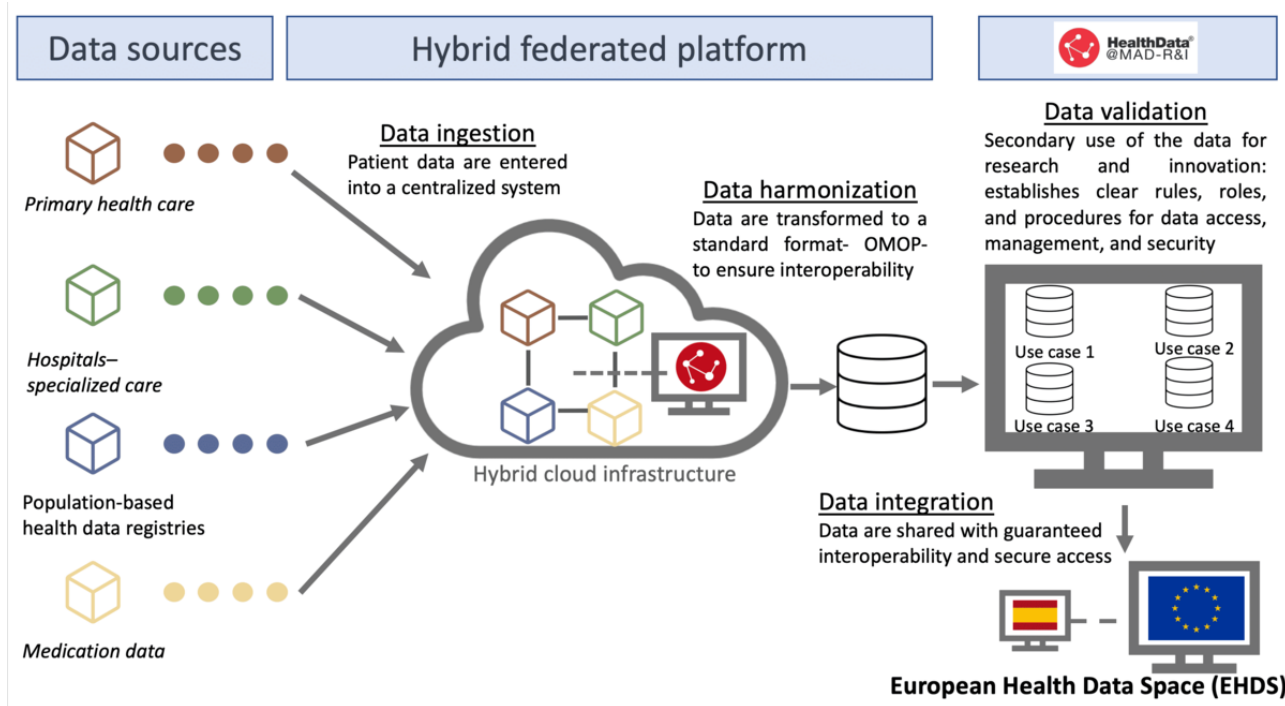 Data sources
Hybrid federated platform
HealthData®
@MAD-R&I
Primary health care
Hospitals–
specialized care
Population-based
health data registries
Medication data
Data ingestion
Patient data are entered
into a centralized system
Hybrid cloud infrastructure
Data harmonization
Data are transformed to a
standard format- OMOP-
to ensure interoperability
Data validation
Secondary use of the data for
research and innovation:
establishes clear rules, roles,
and procedures for data access,
management, and security
Use case 1
Use case 2
Use case 3
Use case 4
Data integration
Data are shared with guaranteed
interoperability and secure access
European Health Data Space (EHDS)